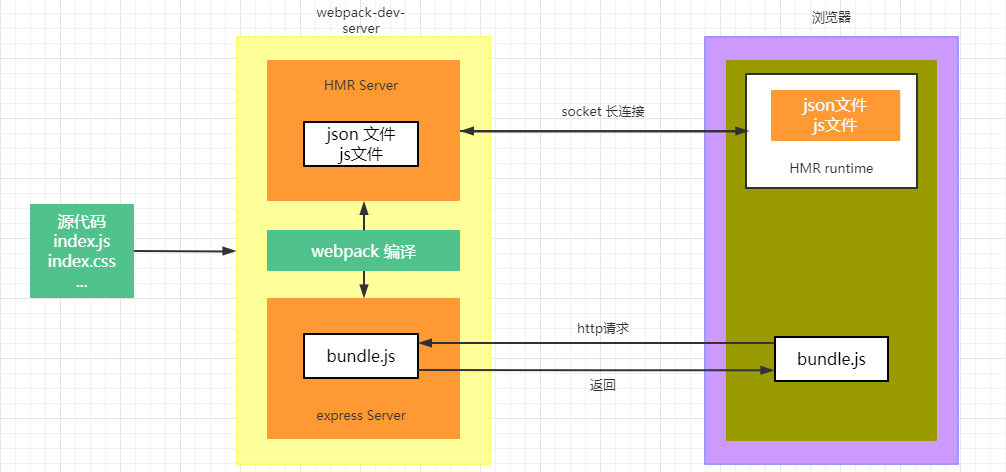 webpack-dev-
server
浏览器
HMR Server
json 文件
js文件
socket 长连接
json文件
js文件
HMR runtime
源代码
index.js
index.css
...
webpack 编译
http请求
bundle.js
bundle.js
返回
express Server